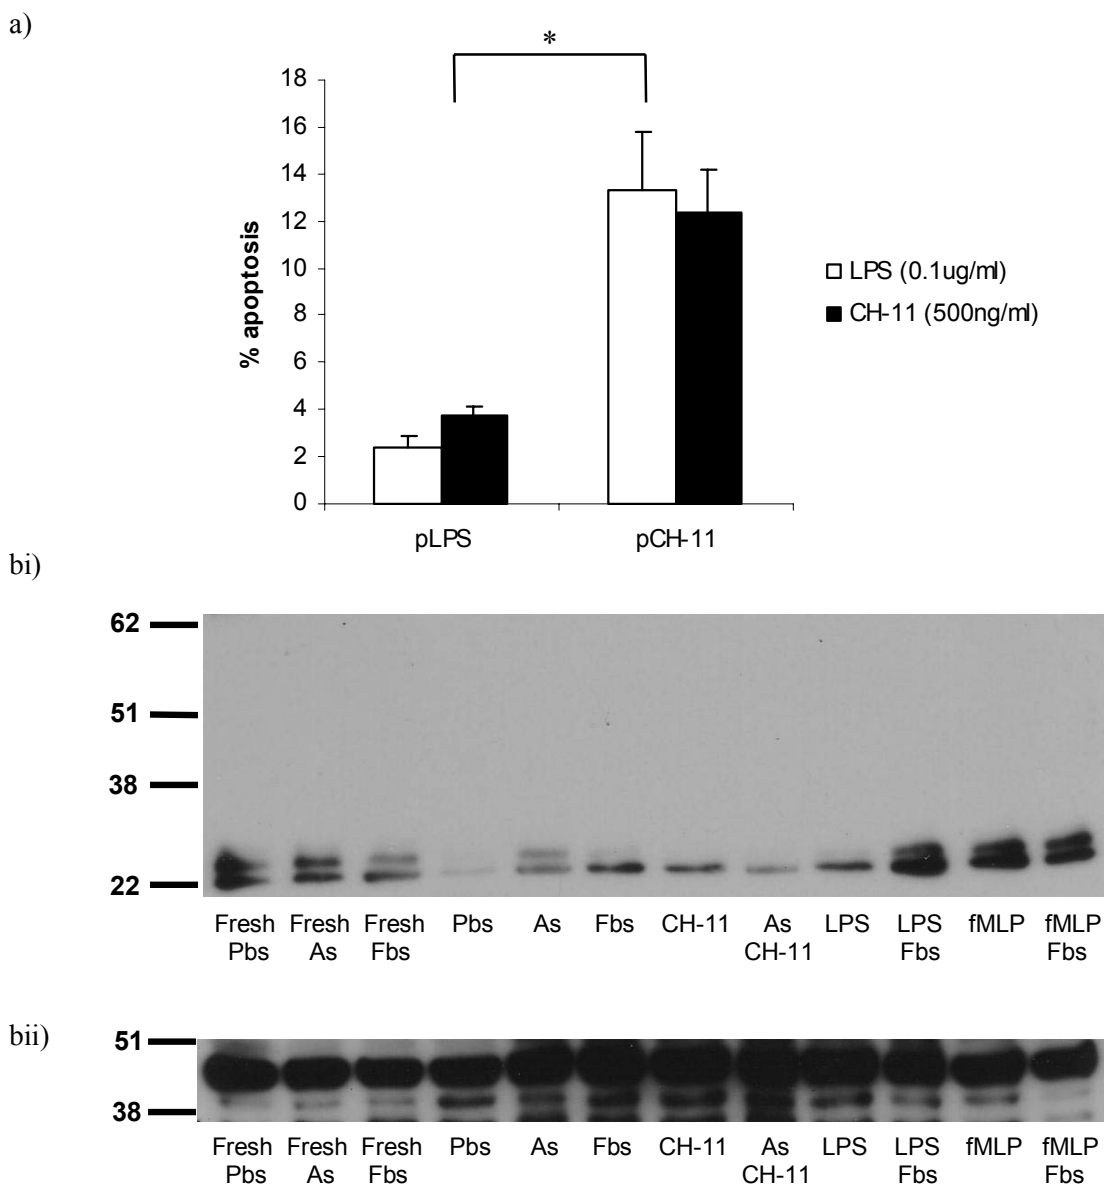 a)
*
18
16
14
12
10
8
6
4
2
0
% apoptosis
pLPS pCH-11
LPS (0.1ug/ml)
CH-11 (500ng/ml)
bi)
62
51
38
22
Fresh Fresh Fresh Pbs As Fbs CH-11 As LPS LPS fMLP fMLP
Pbs As Fbs CH-11 Fbs Fbs
bii)
51
38
Fresh Fresh Fresh Pbs As Fbs CH-11 As LPS LPS fMLP fMLP
Pbs As Fbs CH-11 Fbs Fbs